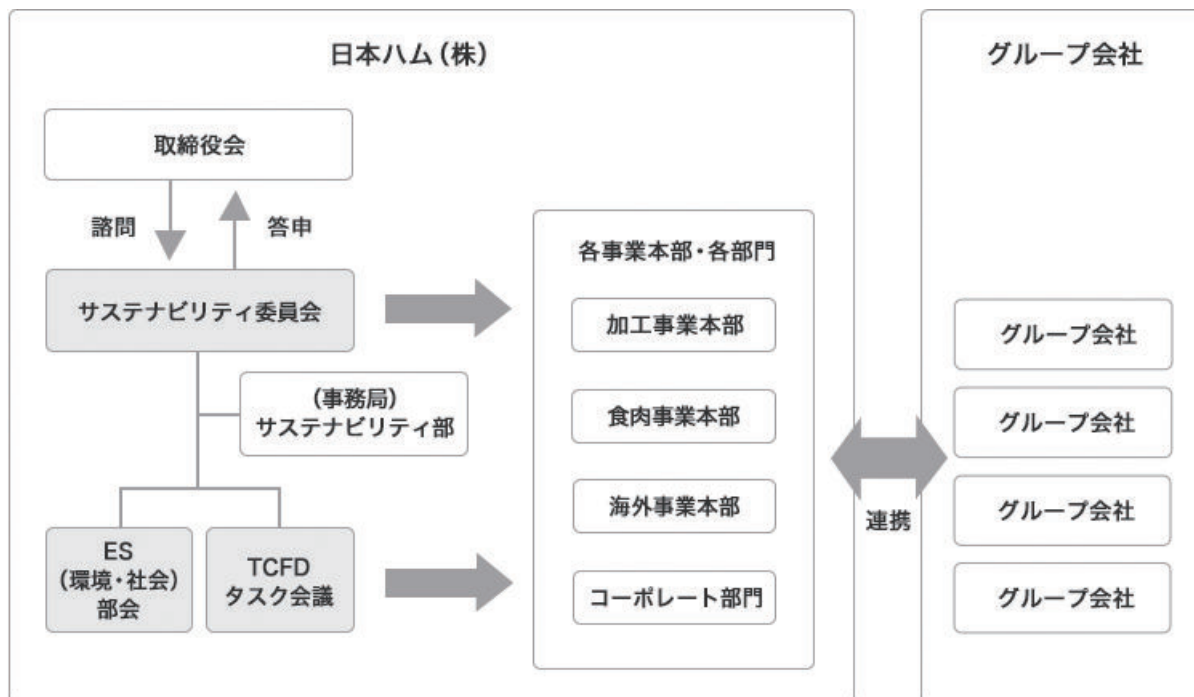 日本ハム（株）
取締役会
諮問
答申
サステナビリティ委員会
（事務局）
サステナビリティ部
ES
（環境・社会）
部会
TCFD
タスク会議
各事業本部・各部門
加工事業本部
食肉事業本部
海外事業本部
コーポレート部門
連携
グループ会社
グループ会社
グループ会社
グループ会社
グループ会社